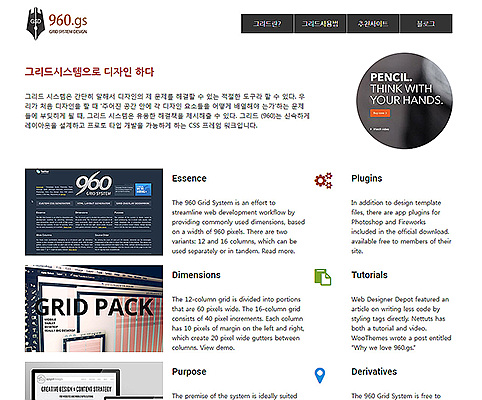 GSD 960.gs
GRID SYSTEM DESIGN
그리드란? 그리드사용법 추천사이트 블로그
그리드시스템으로 디자인 하다
그리드 시스템은 간단히 말해서 디자인의 제 문제를 해결할 수 있는 적절한 도구라 할 수 있다. 우
리가 처음 디자인을 할 때 '주어진 공간 안에 각 디자인 요소들을 어떻게 배열해야 는가'하는 문제
들에 부딪히게 될 때, 그리드 시스템은 유용한 해결책을 제시해줄 수 있다. 그리드 (960)는 신속하게
레이아웃을 설계하고 프로토 타입 개발을 가능하게 하는 CSS 프레임 워크입니다.
PENCIL.
THINK WITH
YOUR HANDS.
960
GRID SYSTEM
Essence
The 960 Grid System is an effort to
streamline web development workflow by
providing commonly used dimensions, based
on a width of 960 pixels. There are two
variants: 12 and 16 columns, which can be
used separately or in tandem. Read more.
Plugins
In addition to design template
files, there are app plugins for
Photoshop and Fireworks
included in the official download.
available free to members of their
site.
GRID PACK
Dimensions
The 12-column grid is divided into portions
that are 60 pixels wide. The 16-column grid
consists of 40 pixel increments. Each column
has 10 pixels of margin on the left and right,
which create 20 pixel wide gutters between
columns. View demo.
Tutorials
Web Designer Depot featured an
article on writing less code by
styling tags directly. Nettuts has
both a tutorial and video.
WooThemes wrote a post entitled
"Why we love 960.gs."
CREATIVE DESIGN + CONTENT STRATEGY
Purpose
The premise of the system is ideally suited
Derivatives
The 960 Grid System is free to